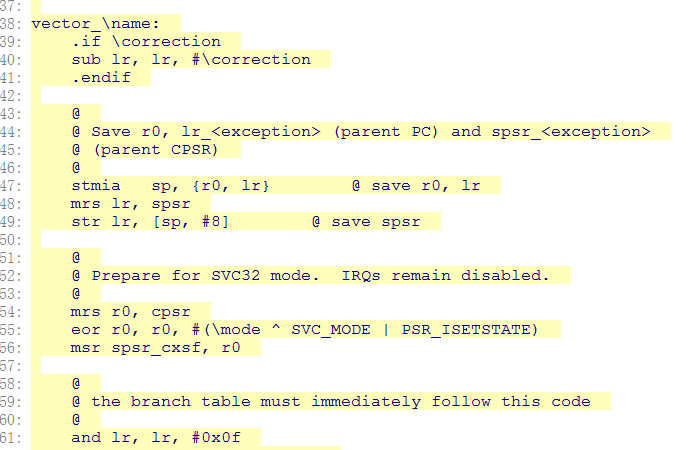 37:
38: vector_\name:
39:     .if \correction
40:     sub lr, lr, #\correction
41:     .endif
42:
43:     @
44:     @ Save r0, lr_<exception> (parent PC) and spsr_<exception>
45:     @ (parent CPSR)
46:     @
47:     stmia   sp, {r0, lr}        @ save r0, lr
48:     mrs lr, spsr
49:     str lr, [sp, #8]        @ save spsr
50:
51:     @
52:     @ Prepare for SVC32 mode.  IRQs remain disabled.
53:     @
54:     mrs r0, cpsr
55:     eor r0, r0, #(\mode ^ SVC_MODE | PSR_ISETSTATE)
56:     msr spsr_cxsf, r0
57:
58:     @
59:     @ the branch table must immediately follow this code
60:     @
61:     and lr, lr, #0x0f